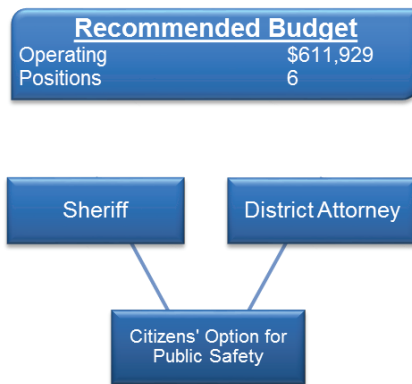 Recommended Budget
Operating $611,929
Positions 6
Sheriff
District Attorney
Citizens' Option for
Public Safety